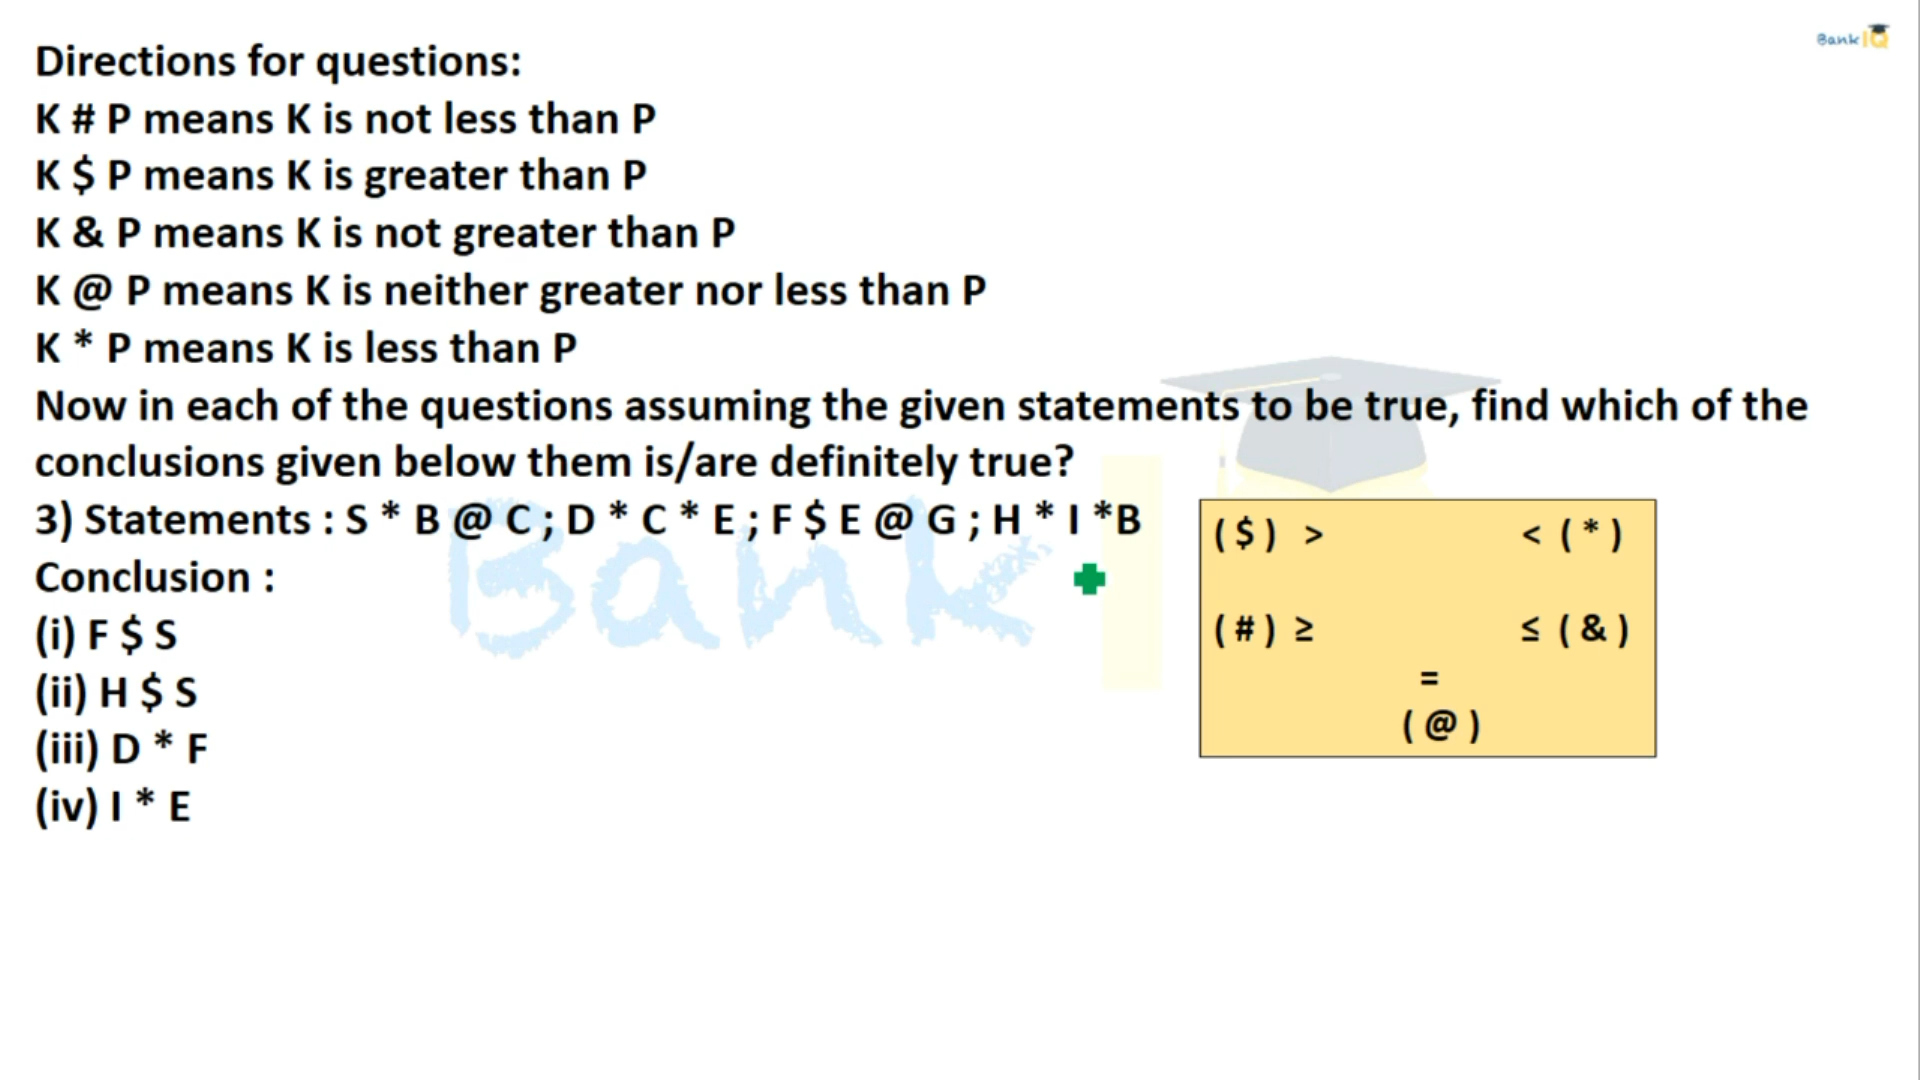 Bank IQ
Directions for questions:
K # P means K is not less than P
K $ P means K is greater than P
K & P means K is not greater than P
K @ P means K is neither greater nor less than P
K * P means K is less than P
Now in each of the questions assuming the given statements to be true, find which of the
conclusions given below them is/are definitely true?
3) Statements : S * B @ C ; D * C * E ; F $ E @ G ; H * I *B
Conclusion :
(i) F $ S
(ii) H $ S
(iii) D * F
(iv) I * E
( $ ) > < ( * )
( # ) ≥ ≤ ( & )
=
( @ )
Bank